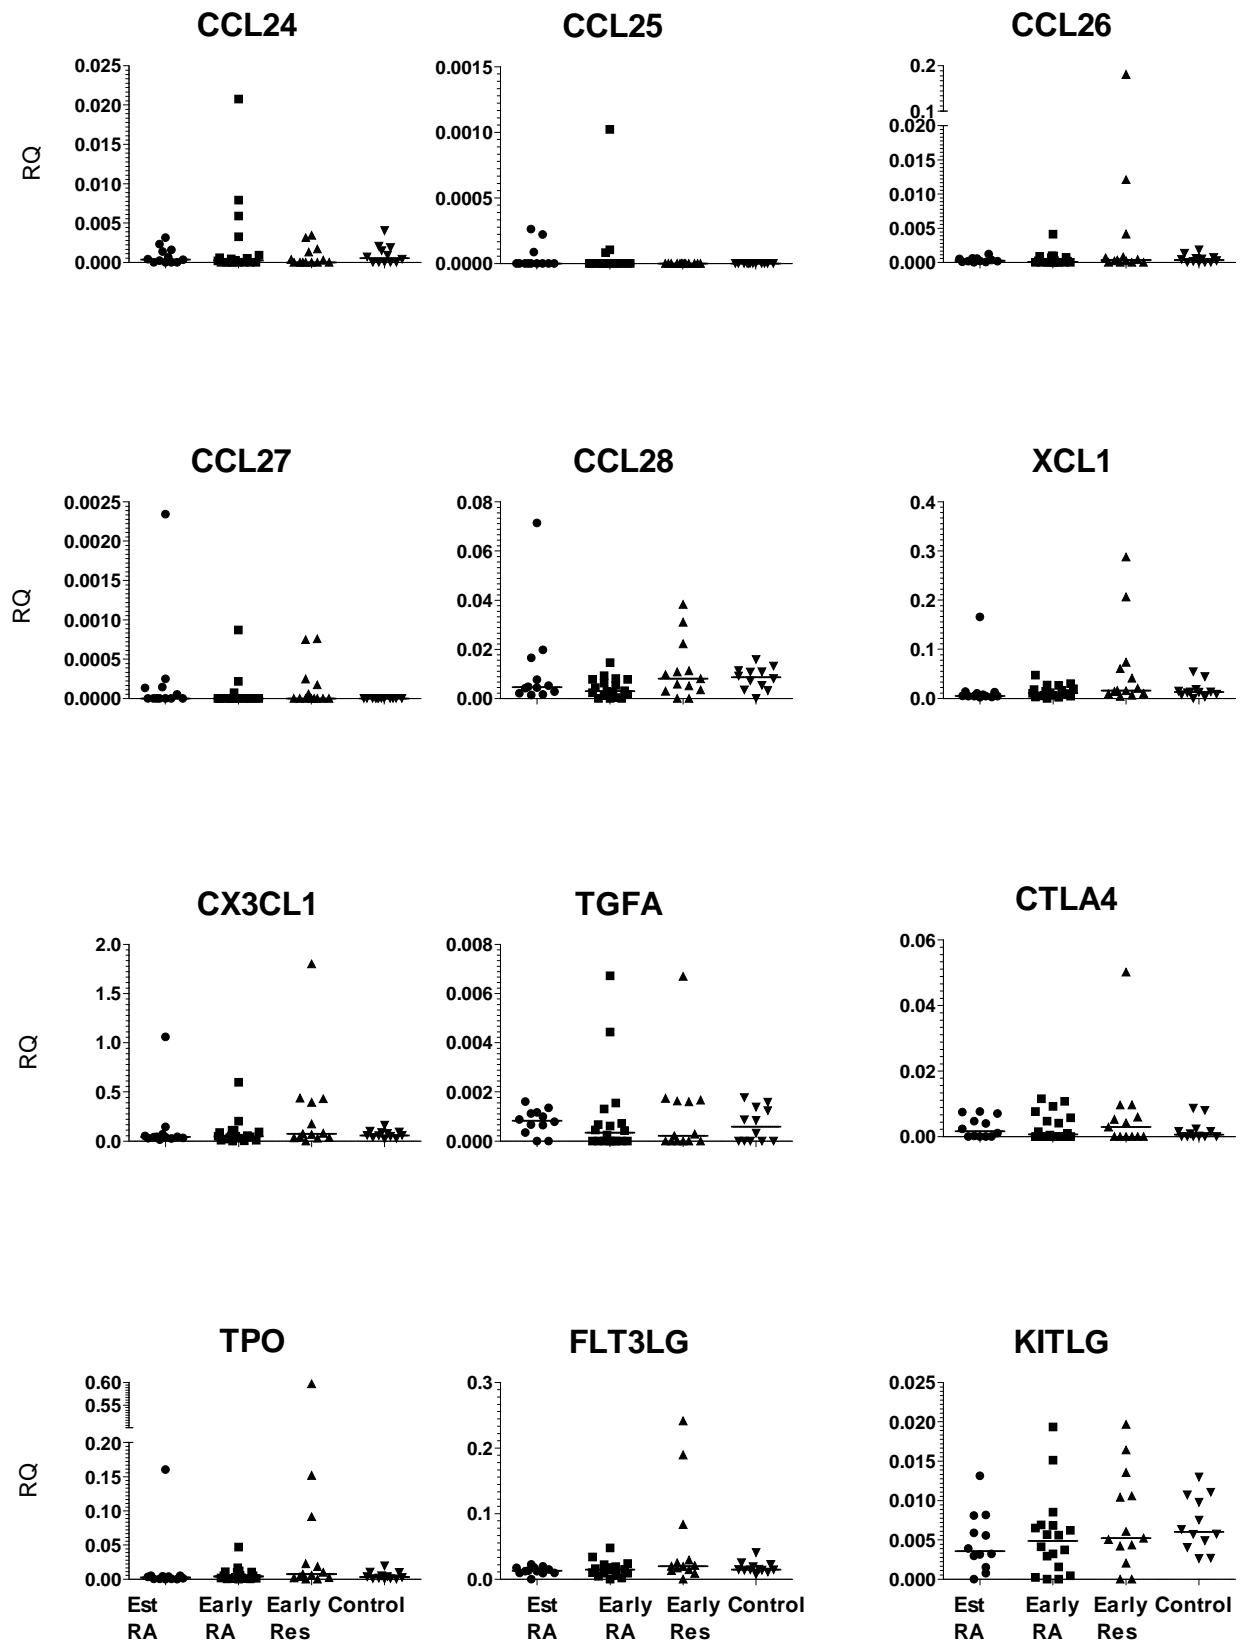 CCL24 CCL25 CCL26
RQ
0.025 0.020 0.015 0.010 0.005 0.000
0.0015 0.0010 0.0005 0.0000
0.2 0.1 0.020 0.015 0.010 0.005 0.000
CCL27 CCL28 XCL1
RQ
0.0025 0.0020 0.0015 0.0010 0.0005 0.0000
0.08 0.06 0.04 0.02 0.00
0.4 0.3 0.2 0.1 0.0
CX3CL1 TGFA CTLA4
RQ
2.0 1.5 1.0 0.5 0.0
0.008 0.006 0.004 0.002 0.000
0.06 0.04 0.02 0.00
TPO FLT3LG KITLG
RQ
0.60 0.55 0.20 0.15 0.10 0.05 0.00
0.3 0.2 0.1 0.0
0.025 0.020 0.015 0.010 0.005 0.000
Est Early Early Control Est Early Early Control Est Early Early Control
RA RA Res RA RA Res RA RA Res